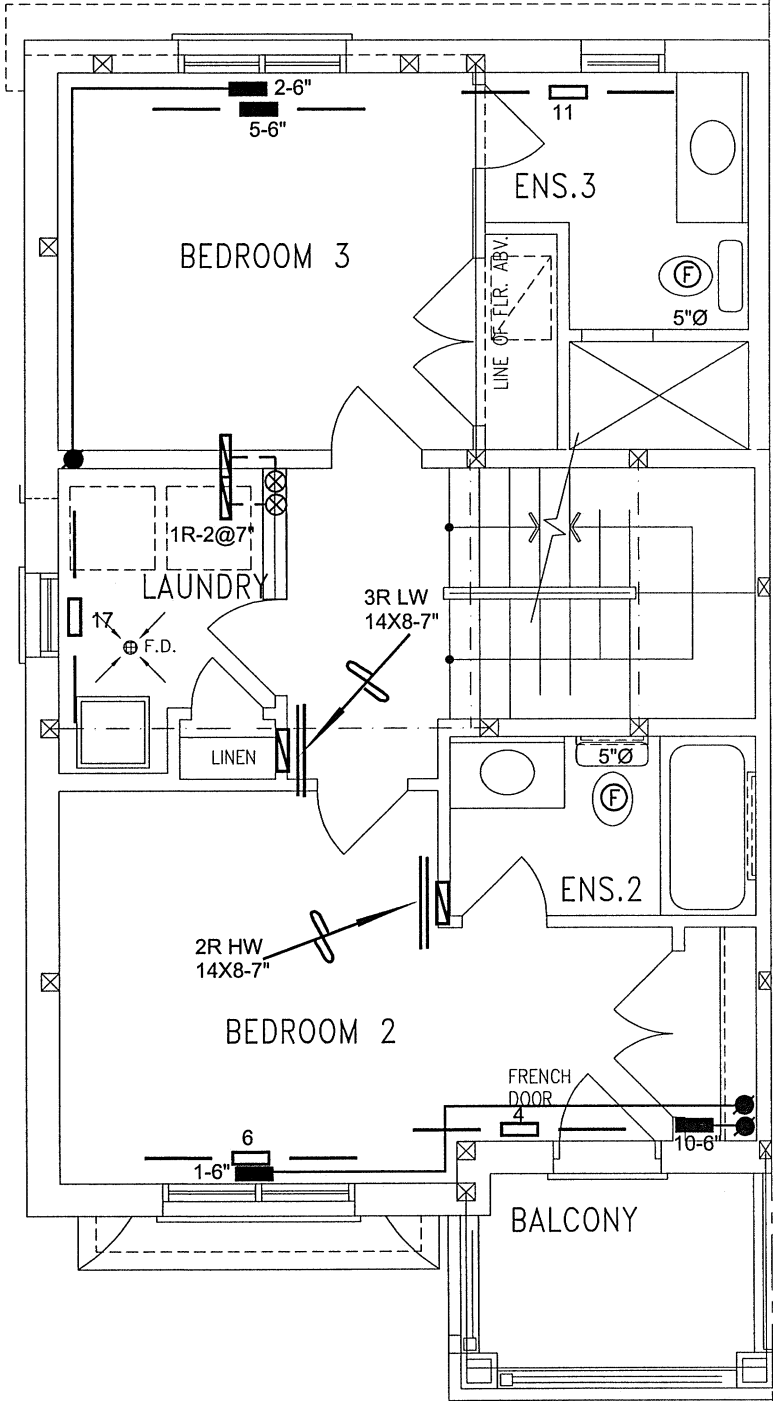 2-6"
5-6"
11
ENS.3
BEDROOM 3
LINE OF FLR. ABV.
F
5"Ø
1R-2@7"
LAUNDRY
17
F.D.
3R LW
14X8-7"
LINEN
5"Ø
F
ENS.2
2R HW
14X8-7"
BEDROOM 2
FRENCH
DOOR
4
10-6"
6
1-6"
BALCONY